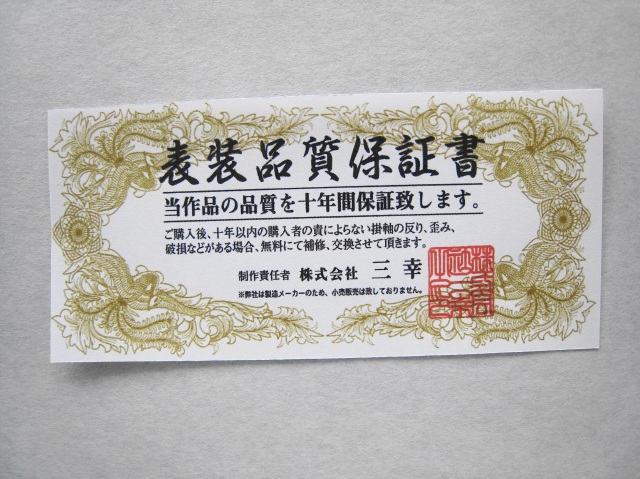 表装品質保証書
当作品の品質を十年間保証致します。
ご購入後、十年以内の購入者の責によらない掛軸の反り、歪み、
破損などがある場合、無料にて補修、交換させて頂きます。
制作責任者 株式会社 三幸
※弊社は製造メーカーのため、小売販売は致しておりません。